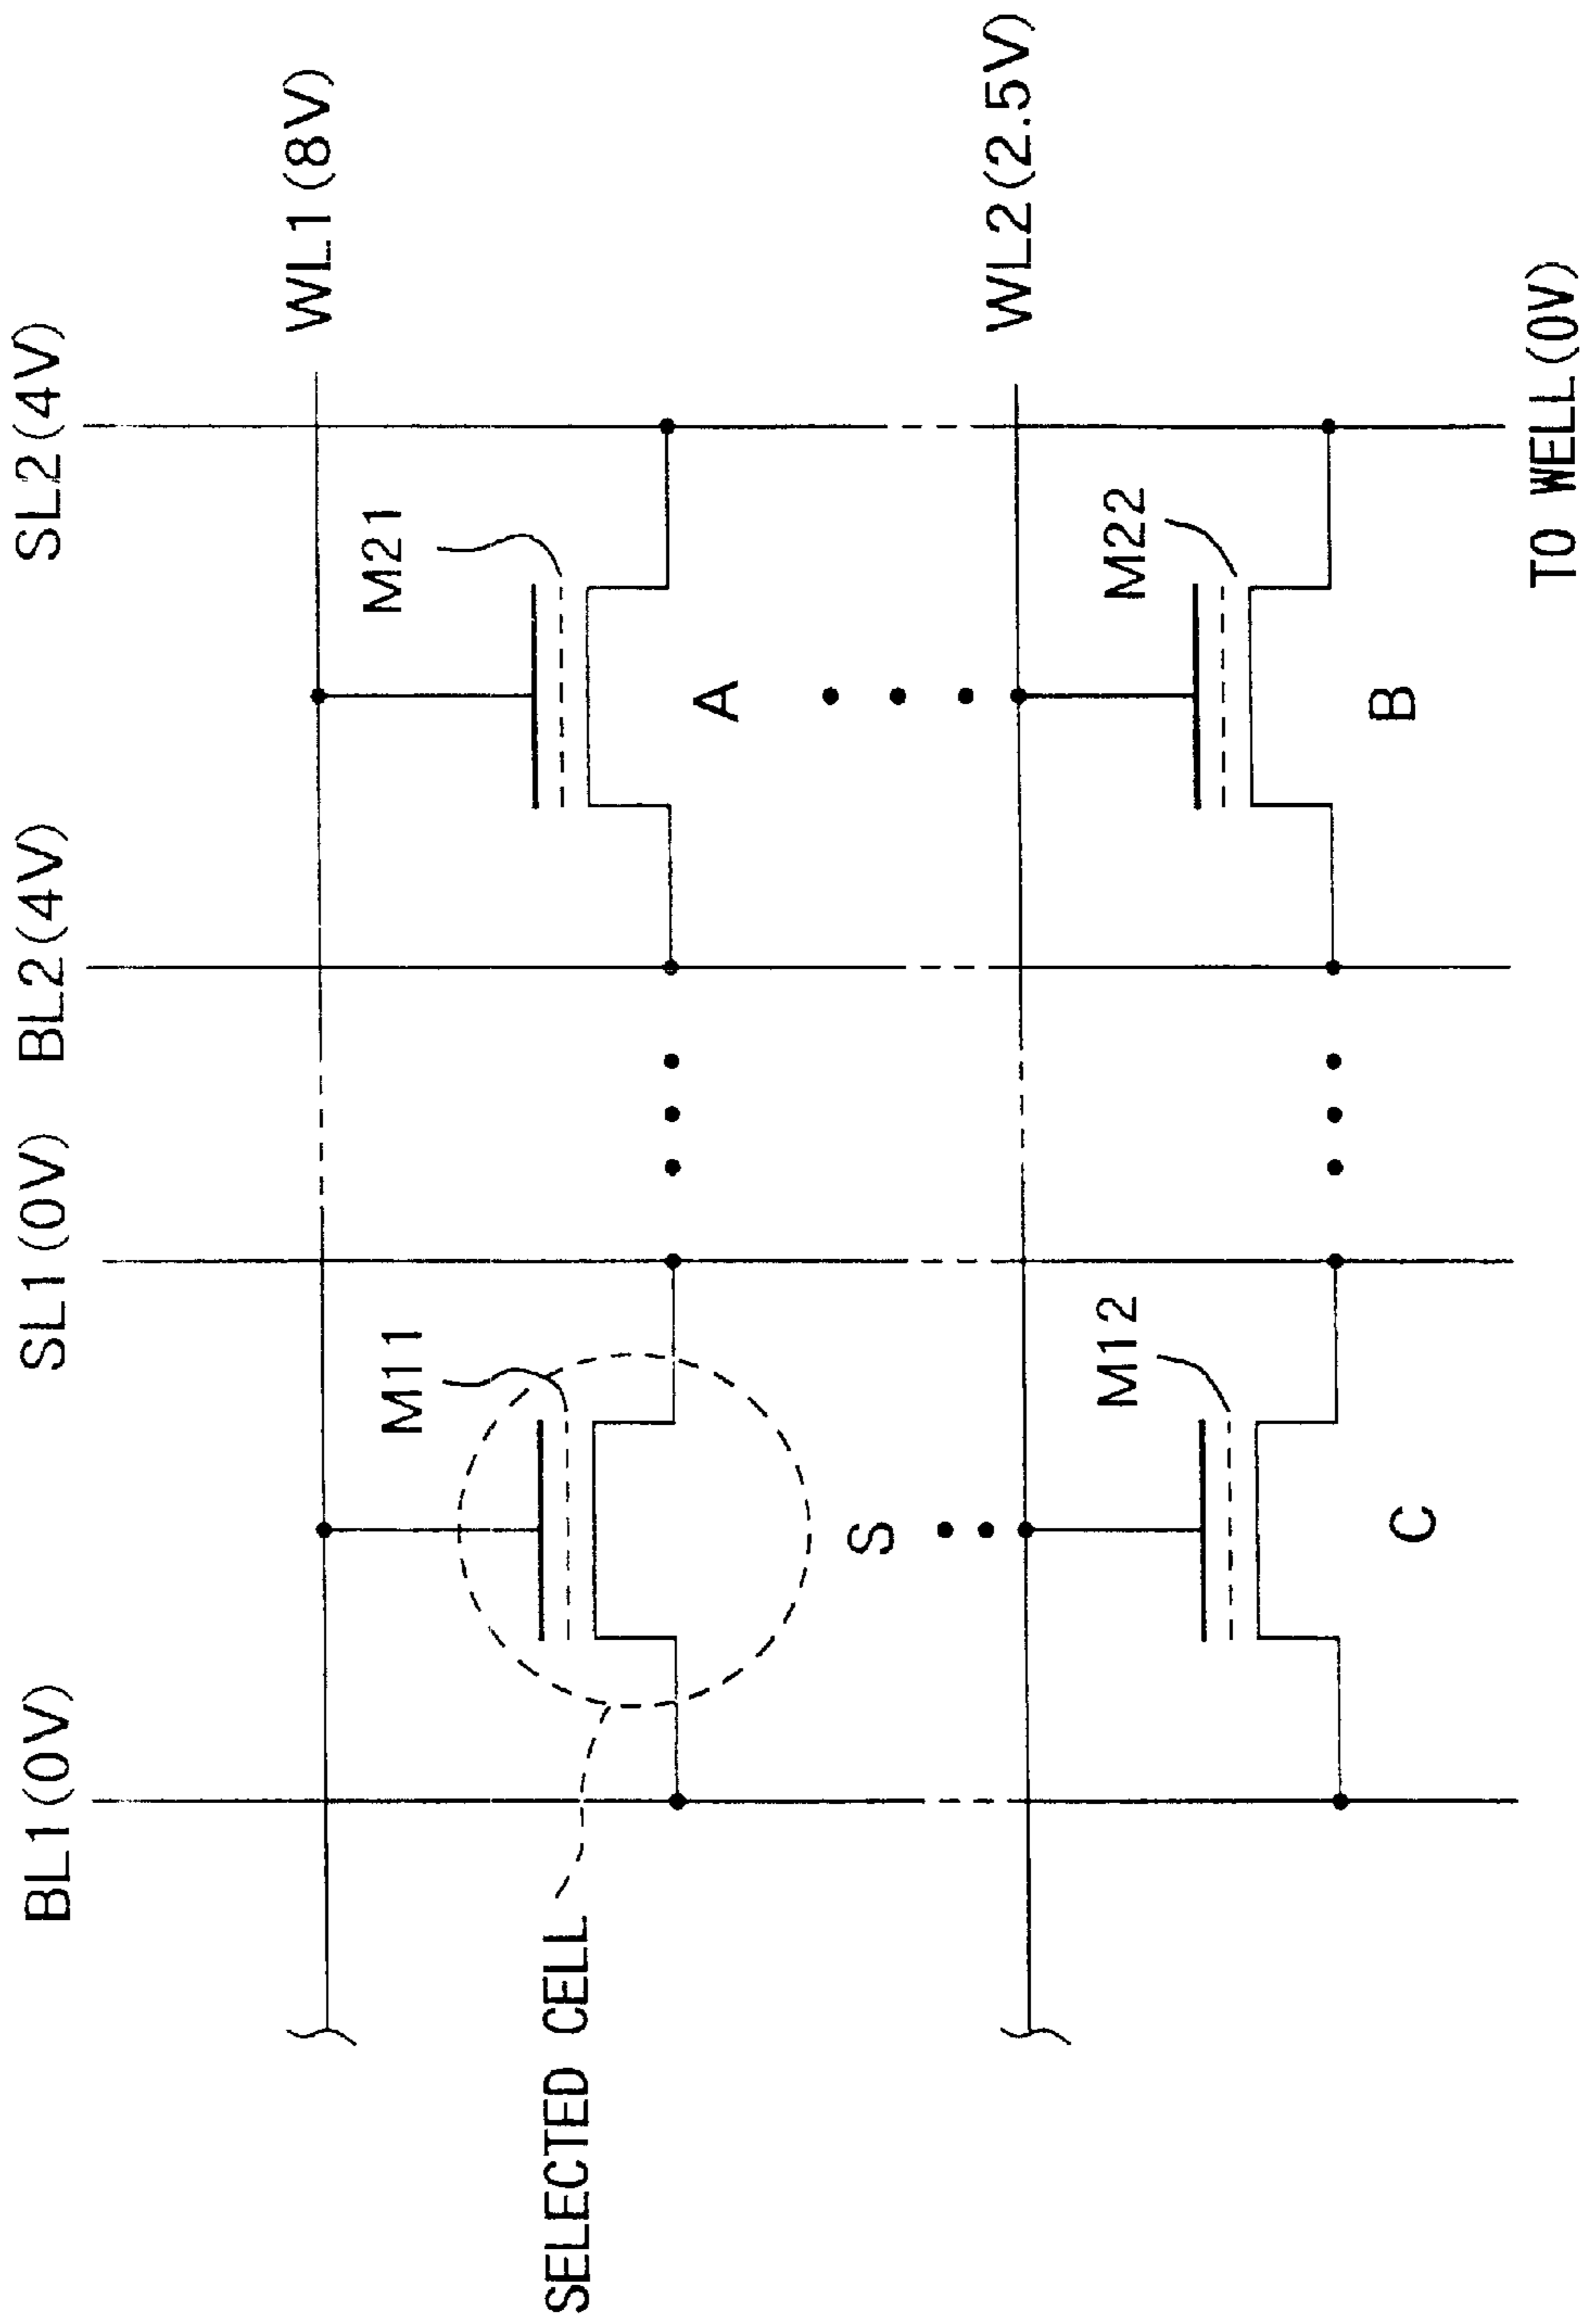 BL1(0V)
SL1(0V)
BL2(4V)
SL2(4V)
WL1(8V)
M11
M21
SELECTED CELL
S
A
WL2(2.5V)
M12
M22
C
B
TO WELL(0V)